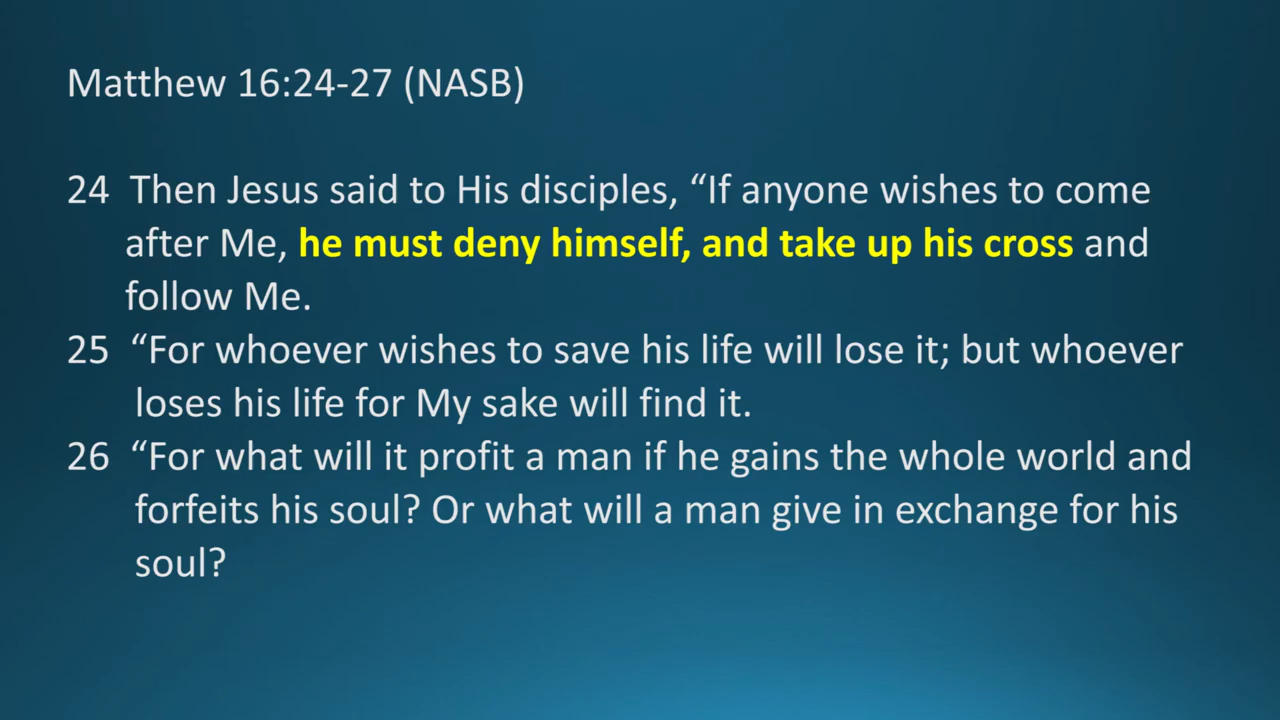 Matthew 16:24-27 (NASB)
24 Then Jesus said to His disciples, “If anyone wishes to come
after Me, he must deny himself, and take up his cross and
follow Me.
25 “For whoever wishes to save his life will lose it; but whoever
loses his life for My sake will find it.
26 “For what will it profit a man if he gains the whole world and
forfeits his soul? Or what will a man give in exchange for his
soul?